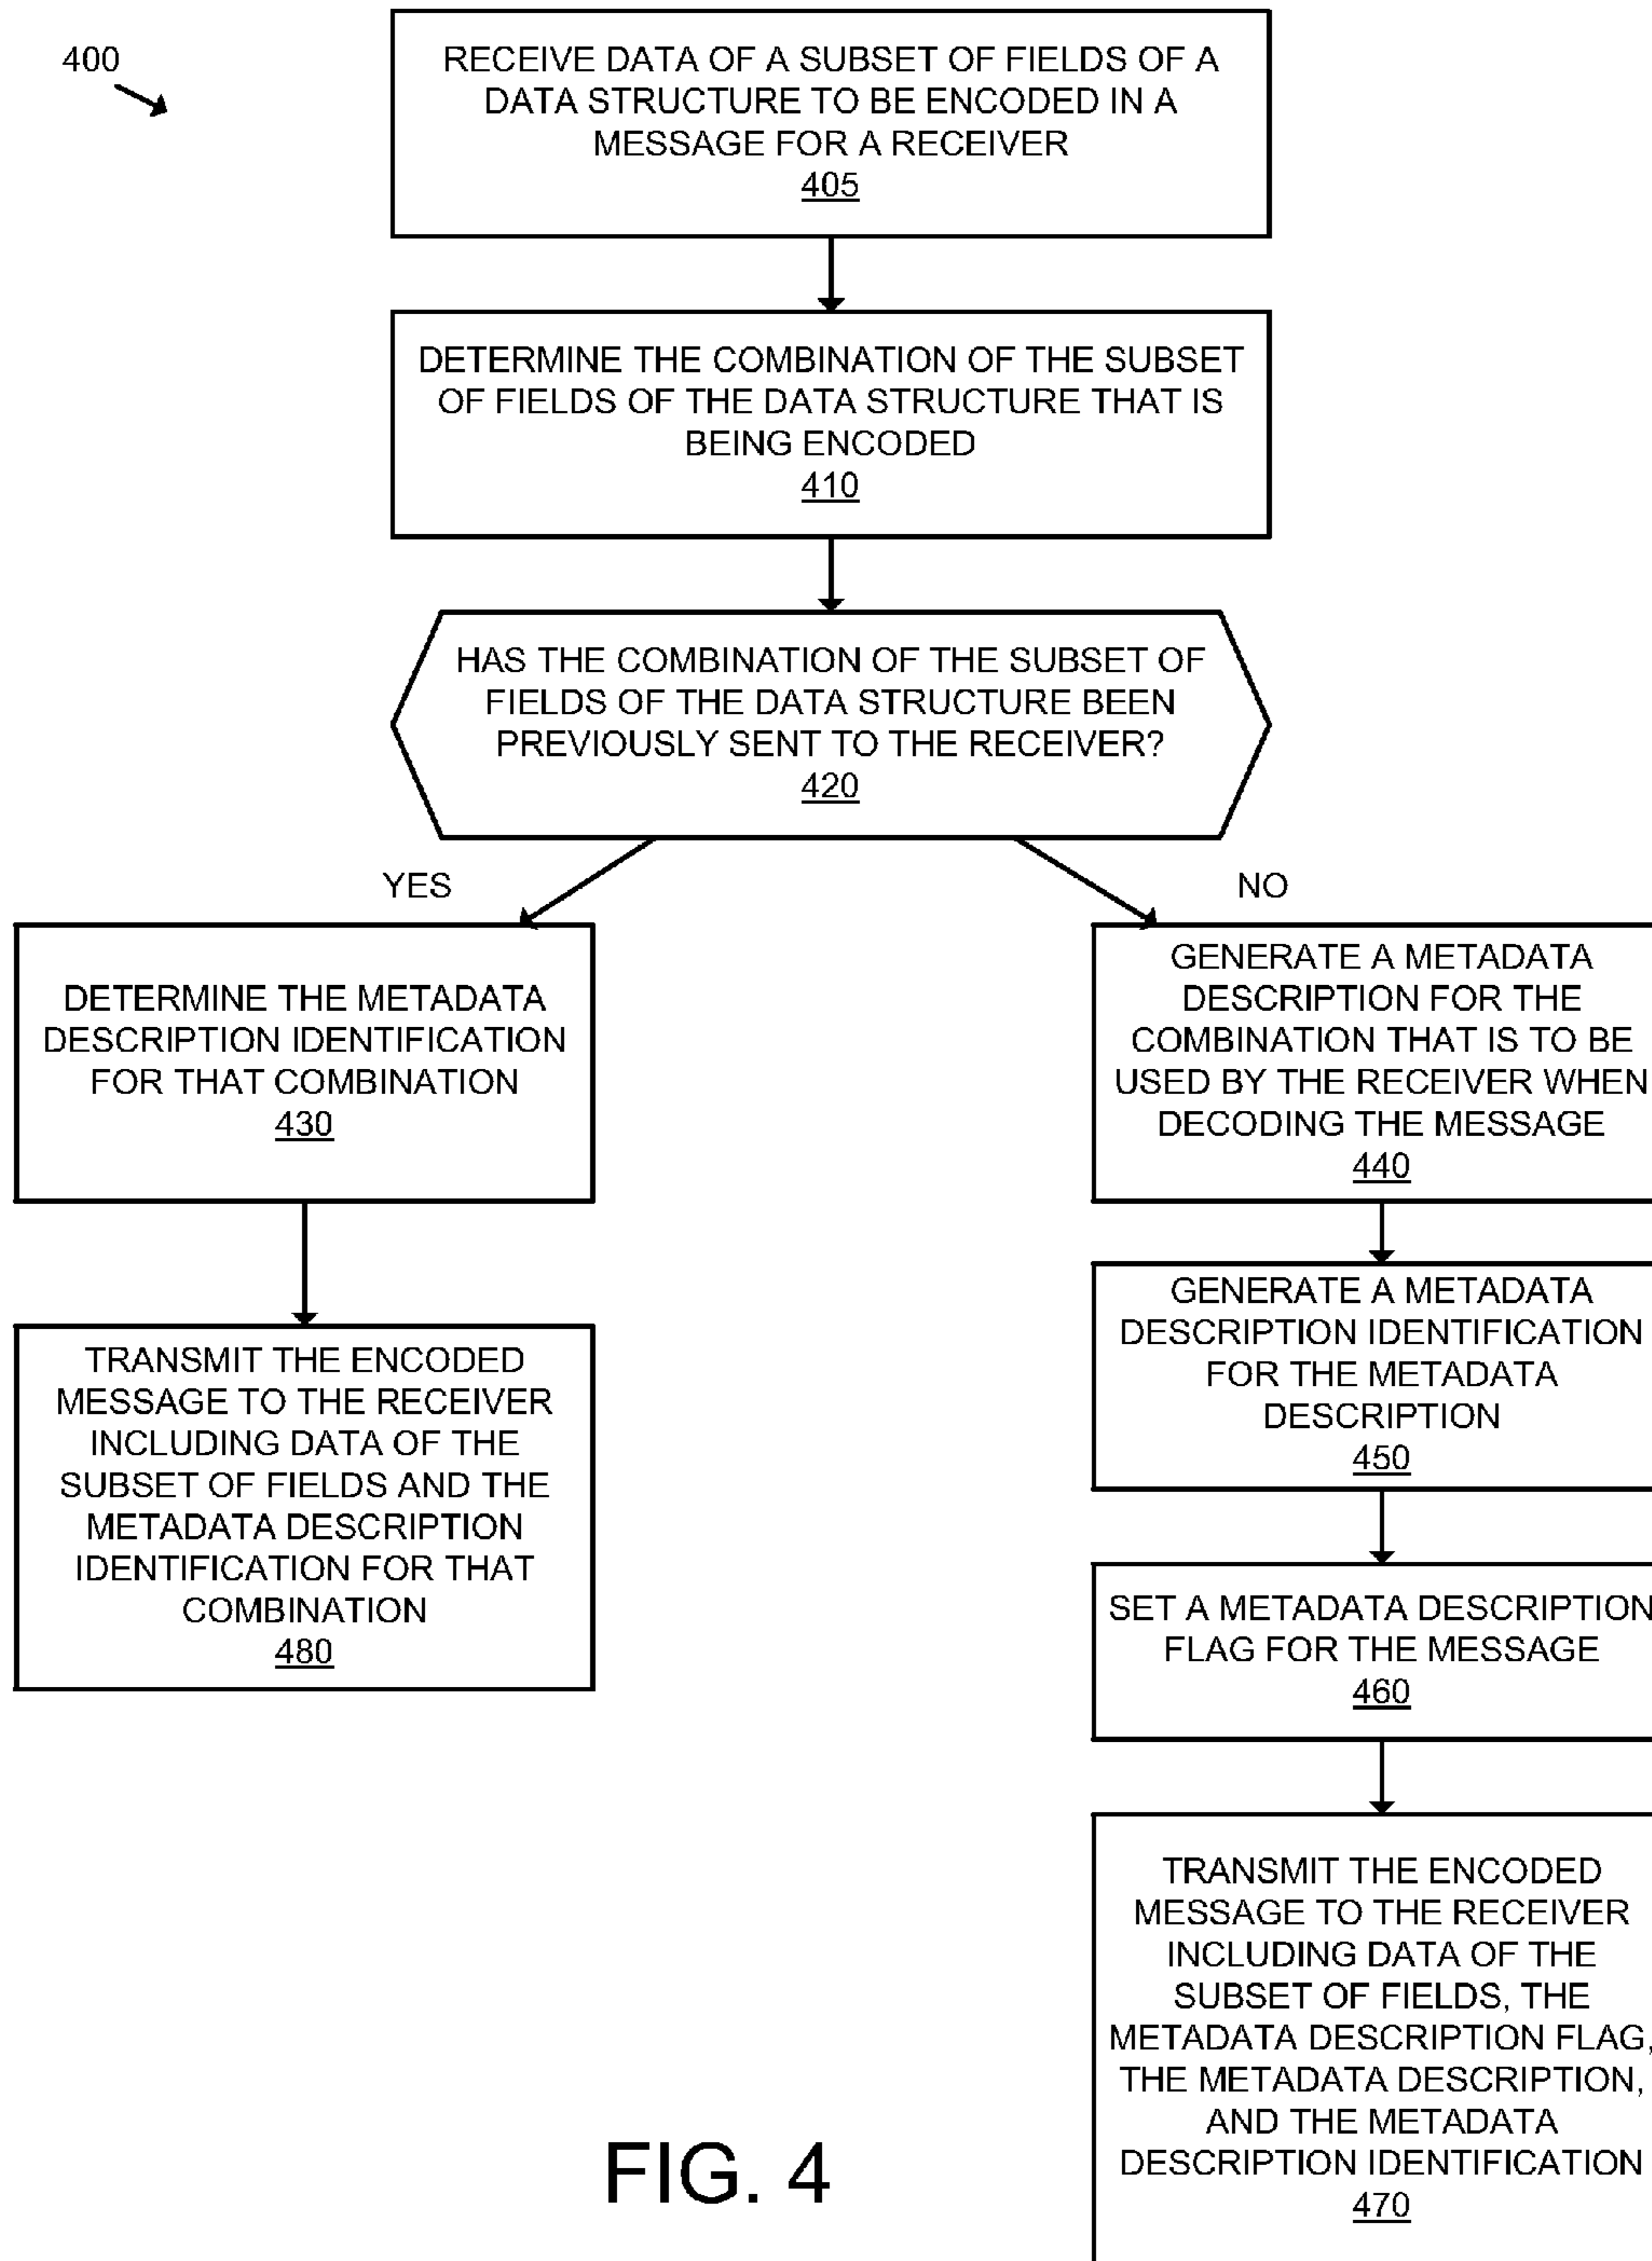 400
RECEIVE DATA OF A SUBSET OF FIELDS OF A
DATA STRUCTURE TO BE ENCODED IN A
MESSAGE FOR A RECEIVER
405
DETERMINE THE COMBINATION OF THE SUBSET
OF FIELDS OF THE DATA STRUCTURE THAT IS
BEING ENCODED
410
HAS THE COMBINATION OF THE SUBSET OF
FIELDS OF THE DATA STRUCTURE BEEN
PREVIOUSLY SENT TO THE RECEIVER?
420
YES
DETERMINE THE METADATA
DESCRIPTION IDENTIFICATION
FOR THAT COMBINATION
430
TRANSMIT THE ENCODED
MESSAGE TO THE RECEIVER
INCLUDING DATA OF THE
SUBSET OF FIELDS AND THE
METADATA DESCRIPTION
IDENTIFICATION FOR THAT
COMBINATION
480
NO
GENERATE A METADATA
DESCRIPTION FOR THE
COMBINATION THAT IS TO BE
USED BY THE RECEIVER WHEN
DECODING THE MESSAGE
440
GENERATE A METADATA
DESCRIPTION IDENTIFICATION
FOR THE METADATA
DESCRIPTION
450
SET A METADATA DESCRIPTION
FLAG FOR THE MESSAGE
460
TRANSMIT THE ENCODED
MESSAGE TO THE RECEIVER
INCLUDING DATA OF THE
SUBSET OF FIELDS, THE
METADATA DESCRIPTION FLAG,
THE METADATA DESCRIPTION,
AND THE METADATA
DESCRIPTION IDENTIFICATION
470
FIG. 4